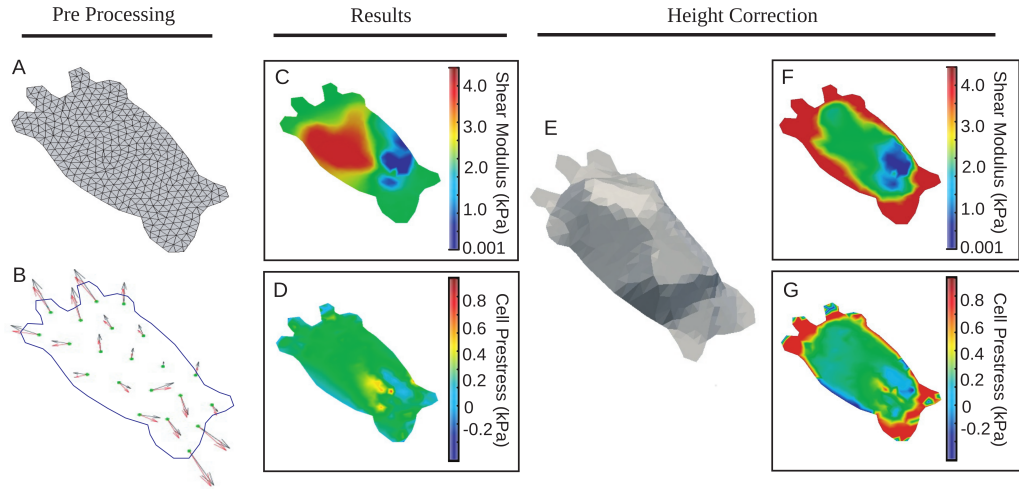 Pre Processing
Results
Height Correction
A
C
4.0
3.0
2.0
1.0
0.001
Shear Modulus (kPa)
E
F
4.0
3.0
2.0
1.0
0.001
Shear Modulus (kPa)
B
D
0.8
0.6
0.4
0.2
0
-0.2
Cell Prestress (kPa)
G
0.8
0.6
0.4
0.2
0
-0.2
Cell Prestress (kPa)